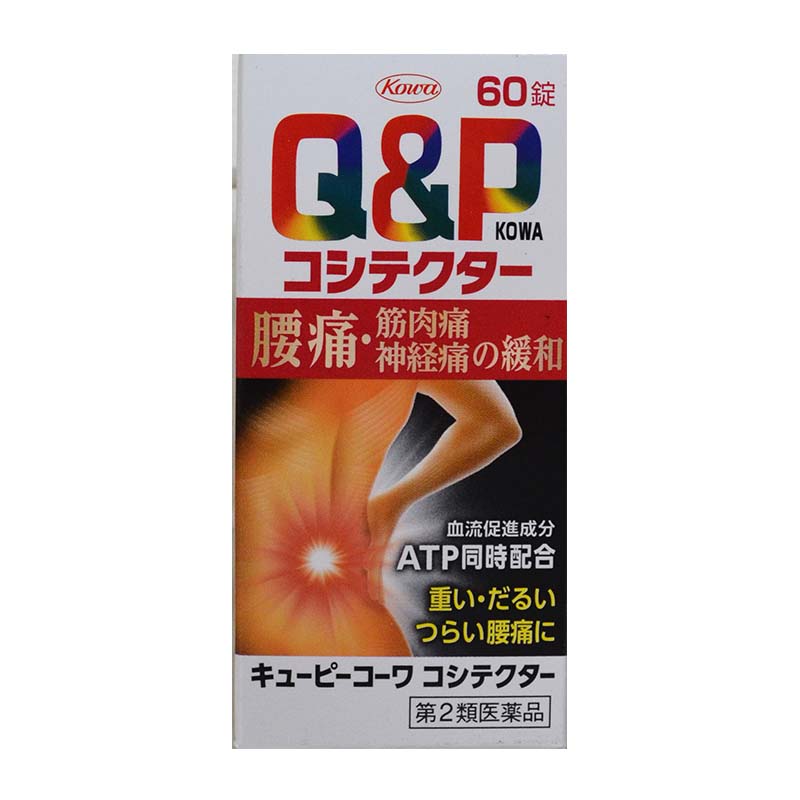 Kowa
60錠
Q&P
KOWA
コシテクター
腰痛・筋肉痛
神経痛の緩和
血流促進成分
ATP同時配合
重い・だるい
つらい腰痛に
キューピーコーワ コシテクター
第2類医薬品